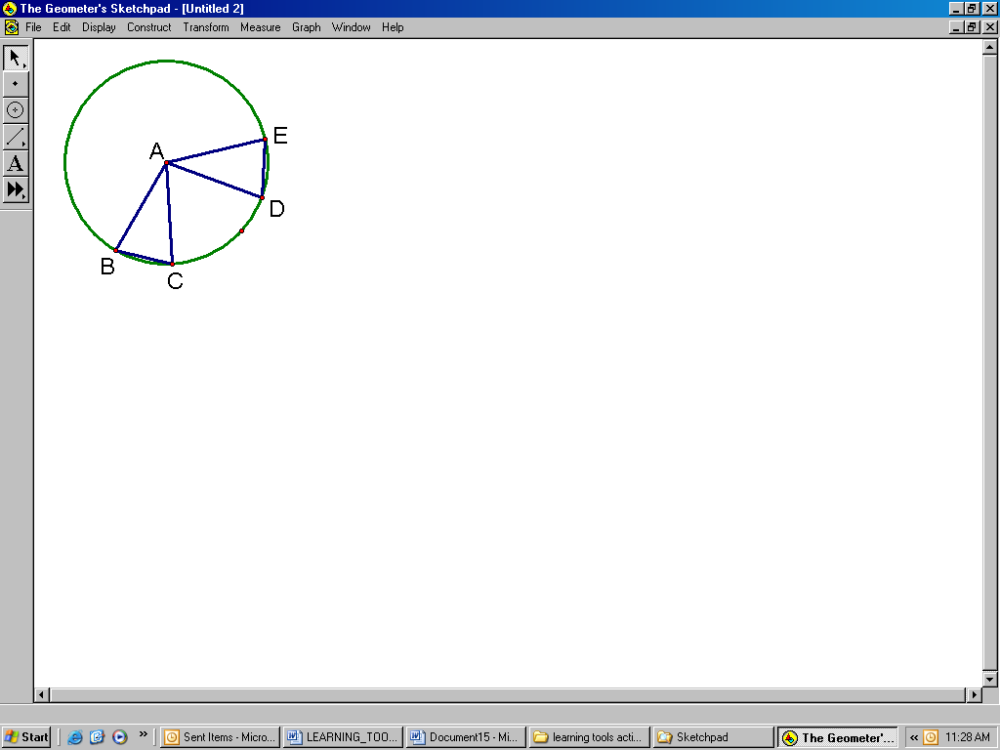 The Geometer's Sketchpad - [Untitled 2]
File Edit Display Construct Transform Measure Graph Window Help
A
E
A
D
B
C
Start » Sent Items - Micro... LEARNING_TOO... Document15 - Mi... learning tools acti... Sketchpad The Geometer'... « 11:28 AM